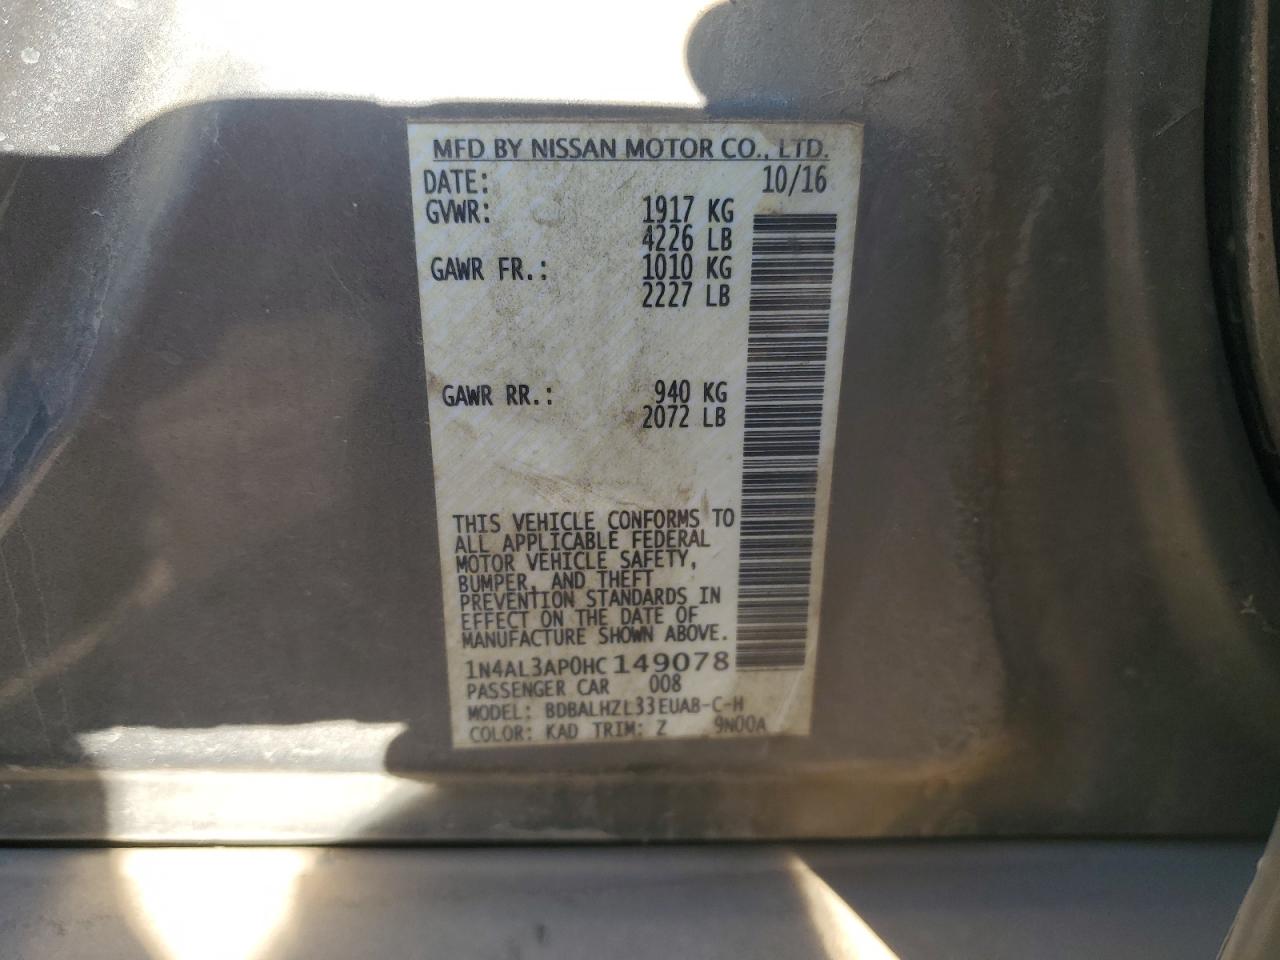 MFD BY NISSAN MOTOR CO., LTD.
DATE: 10/16
GVWR: 1917 KG
4226 LB
GAWR FR.: 1010 KG
2227 LB
GAWR RR.: 940 KG
2072 LB
THIS VEHICLE CONFORMS TO
ALL APPLICABLE FEDERAL
MOTOR VEHICLE SAFETY,
BUMPER, AND THEFT
PREVENTION STANDARDS IN
EFFECT ON THE DATE OF
MANUFACTURE SHOWN ABOVE.
1N4AL3AP0HC149078
PASSENGER CAR 008
MODEL: BDBALHZL33EUAB-C-H
COLOR: KAD TRIM: Z 9N00A